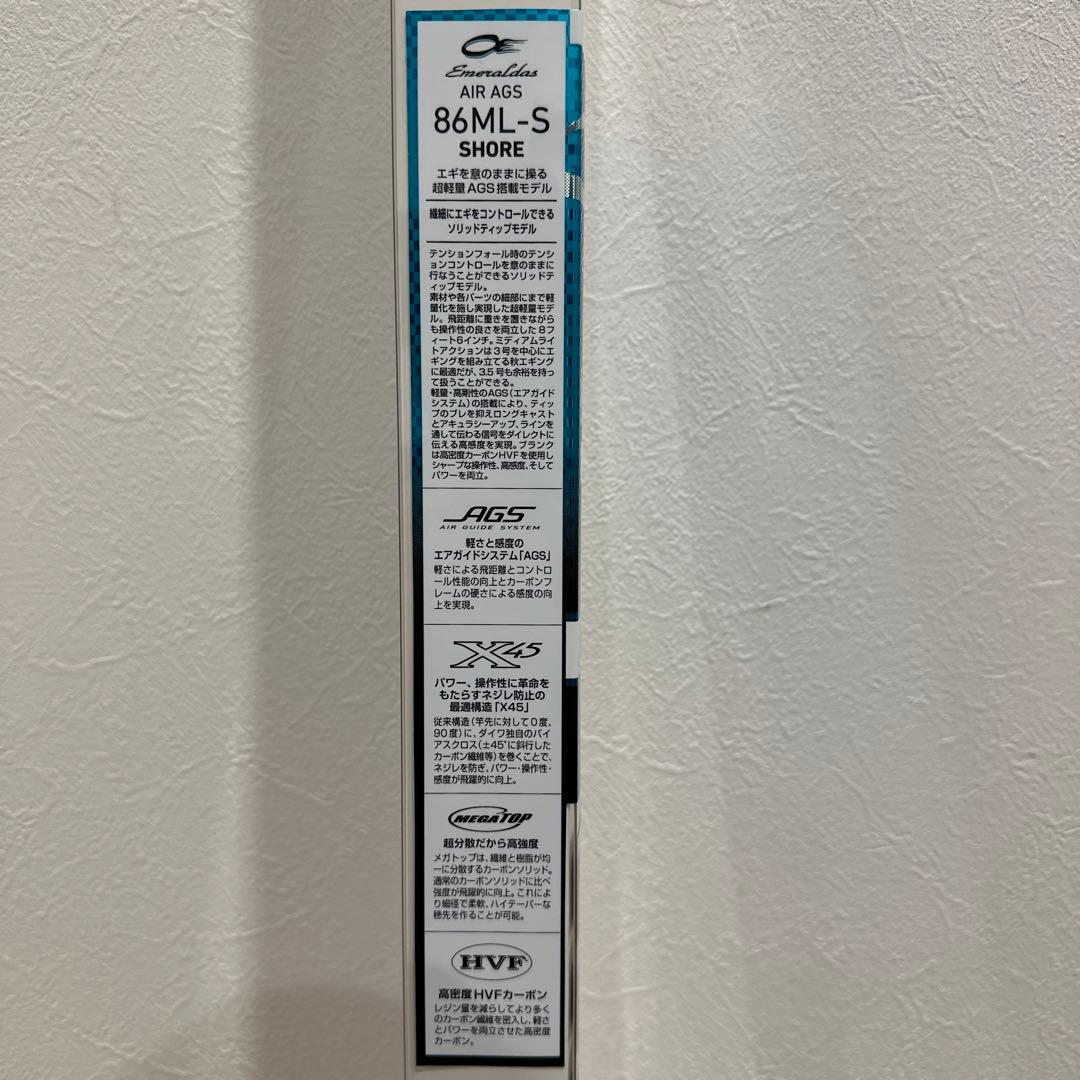 Emeraldas
AIR AGS
86ML-S
SHORE
エギを意のままに操る
超軽量AGS搭載モデル
繊細にエギをコントロールできる
ソリッドティップモデル
テンションフォール時のテンシ
ョンコントロールを意のままに
行なうことができるソリッドテ
ィップモデル。
素材や各パーツの細部にまで軽
量化を施し実現した超軽量モデ
ル。飛距離に重きを置きながら
も操作性の良さを両立した8フ
ィート6インチ。ミディアムライ
トアクションは3号を中心にエ
ギングを組み立てる秋エギング
に最適だが、3.5号も余裕を持っ
て扱うことができる。
軽量・高剛性のAGS(エアガイド
システム)の搭載により、ティッ
プのブレを抑えロングキャスト
とアキュラシーアップ、ラインを
通して伝わる信号をダイレクトに
伝える高感度を実現。ブランク
は高密度カーボンHVFを使用し
シャープな操作性、高感度、そして
パワーを両立。
AGS
AIR GUIDE SYSTEM
軽さと感度の
エアガイドシステム「AGS」
軽さによる飛距離とコントロ
ール性能の向上とカーボンフ
レームの硬さによる感度の向
上を実現。
X45
パワー、操作性に革命を
もたらすネジレ防止の
最適構造「X45」
従来構造(竿先に対して0度、
90度)に、ダイワ独自のバイ
アスクロス(±45°に斜行した
カーボン繊維等)を巻くことで、
ネジレを防ぎ、パワー・操作性・
感度が飛躍的に向上。
MEGATOP
超分散だから高強度
メガトップは、繊維と樹脂が均
一に分散するカーボンソリッド。
通常のカーボンソリッドに比べ
強度が飛躍的に向上。これによ
り細径で柔軟、ハイテーパーな
穂先を作ることが可能。
HVF
高密度HVFカーボン
レジン量を減らしてより多く
のカーボン繊維を密入し、軽さ
とパワーを両立させた高密度
カーボン。